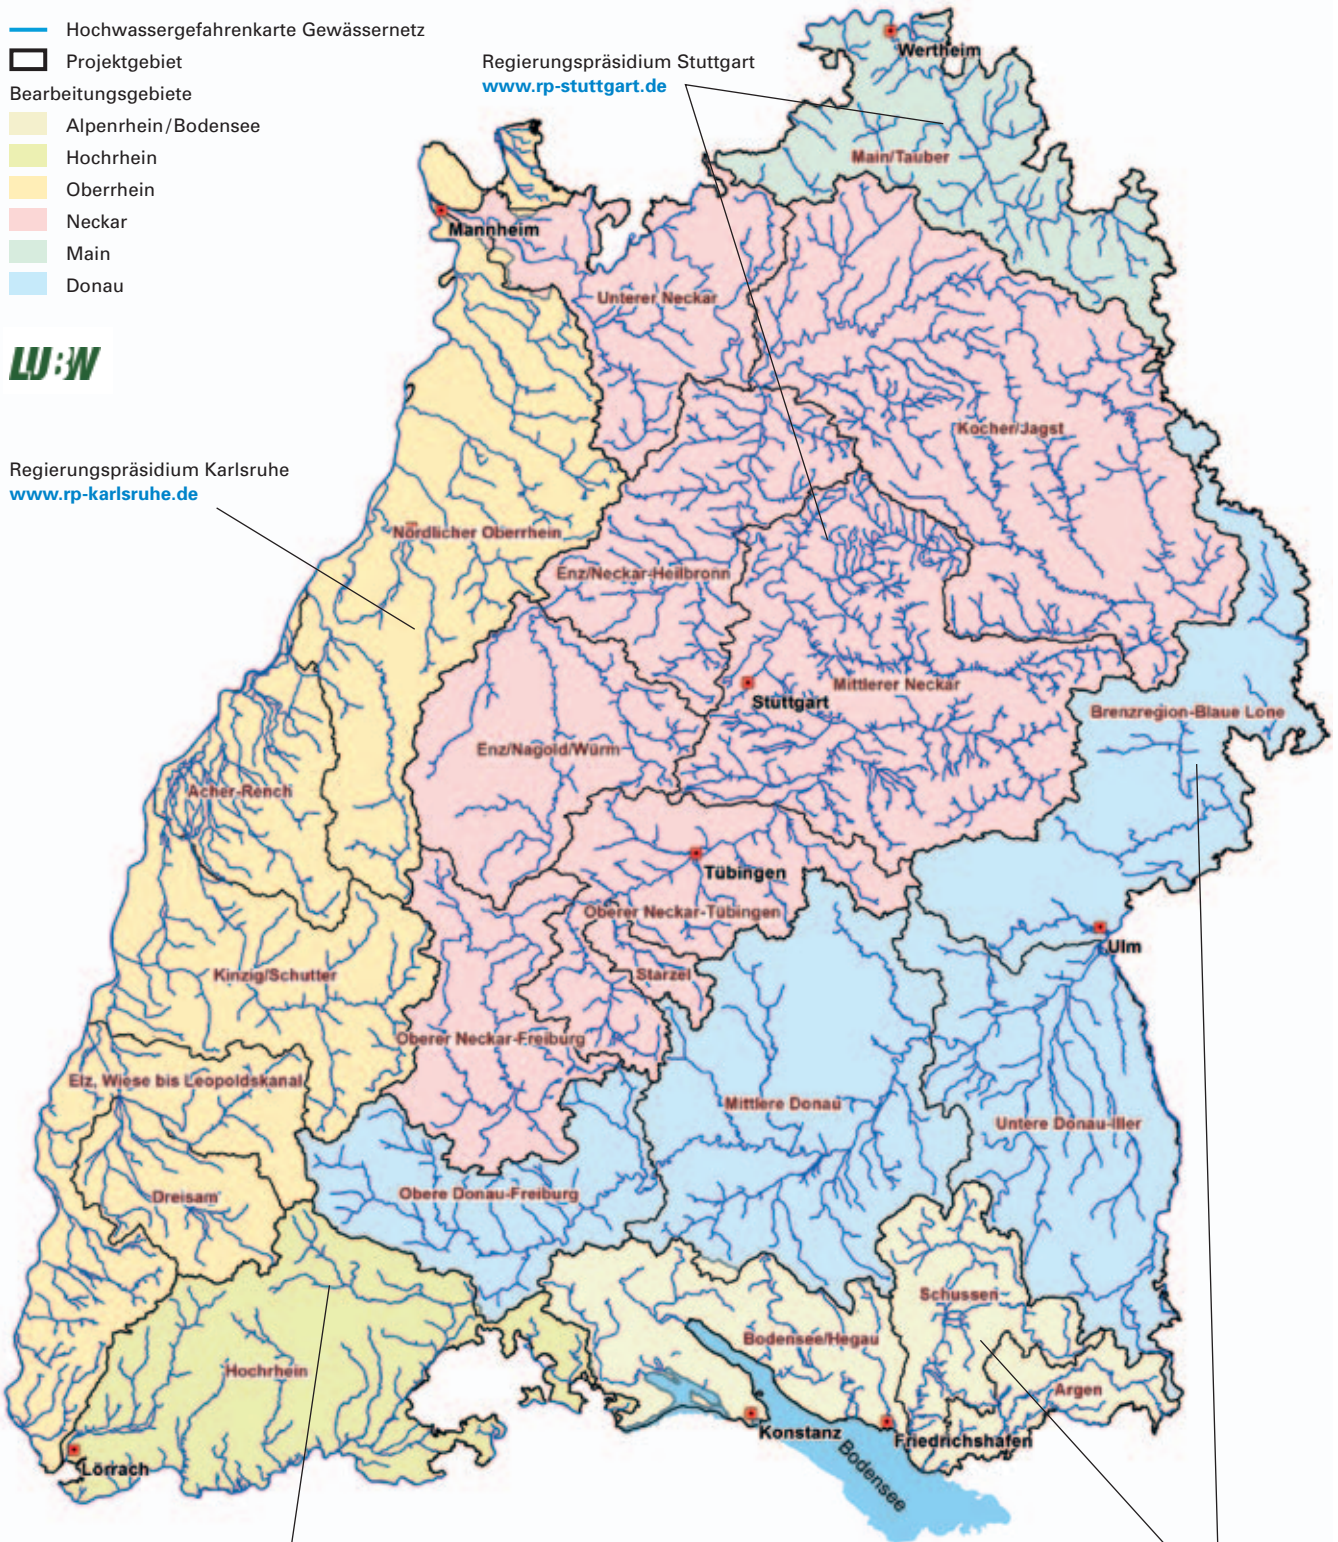 Hochwassergefahrenkarte Gewässernetz
Projektgebiet
Bearbeitungsgebiete
Alpenrhein/Bodensee
Hochrhein
Oberrhein
Neckar
Main
Donau
LUBW
Regierungspräsidium Stuttgart
www.rp-stuttgart.de
Regierungspräsidium Karlsruhe
www.rp-karlsruhe.de
Wertheim
Main/Tauber
Mannheim
Unterer Neckar
Kocher/Jagst
Nördlicher Oberrhein
Enz/Neckar-Heilbronn
Mittlerer Neckar
Stuttgart
Brenzregion-Blaue Lone
Enz/Nagold/Würm
Acher-Rench
Tübingen
Oberer Neckar-Tübingen
Ulm
Starzel
Kinzig/Schutter
Oberer Neckar-Freiburg
Elz, Wiese bis Leopoldskanal
Mittlere Donau
Untere Donau-Iller
Dreisam
Obere Donau-Freiburg
Schussen
Bodensee/Hegau
Hochrhein
Argen
Konstanz
Friedrichshafen
Lörrach
Bodensee